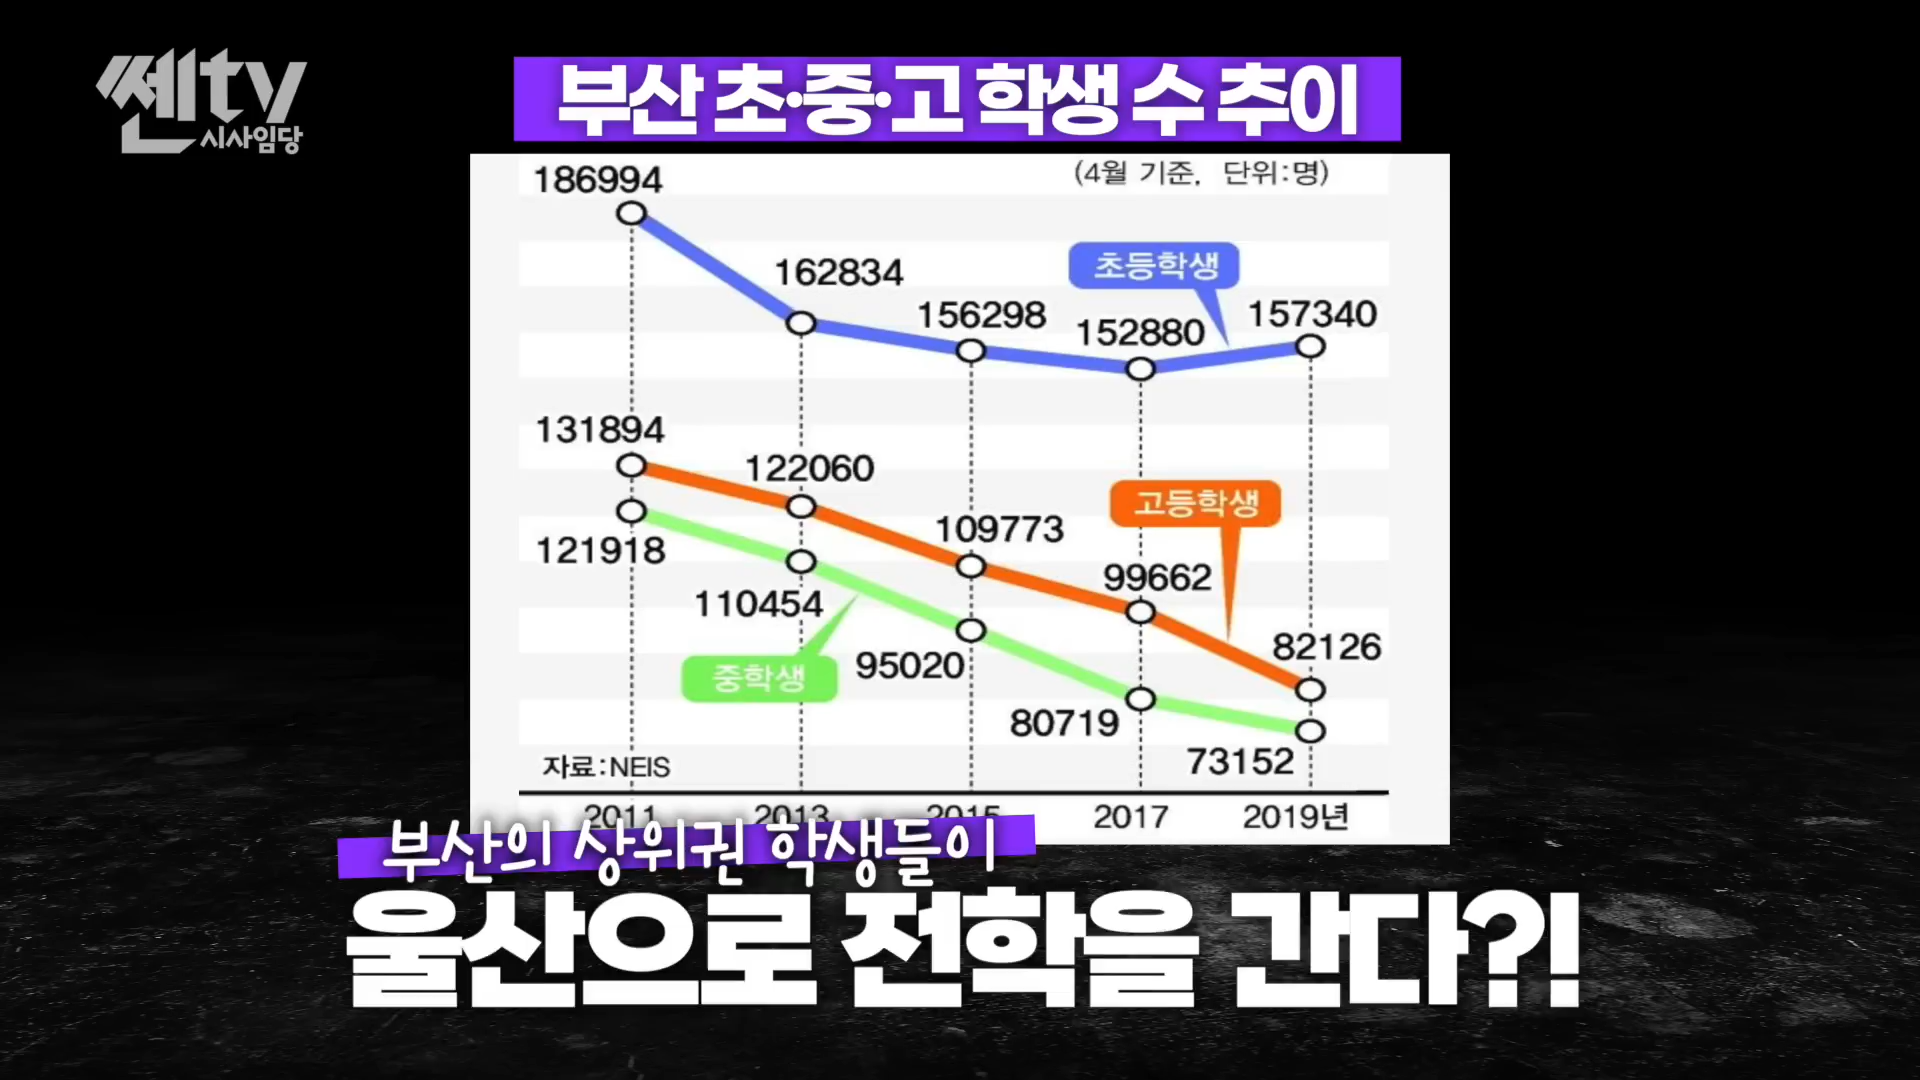 쎈tv
시사임당
부산 초·중·고 학생 수 추이
(4월 기준, 단위:명)
186994
162834
156298
152880
157340
초등학생
131894
122060
109773
99662
82126
고등학생
121918
110454
95020
80719
73152
중학생
자료:NEIS
2011 2013 2015 2017 2019년
부산의 상위권 학생들이
울산으로 전학을 간다?!